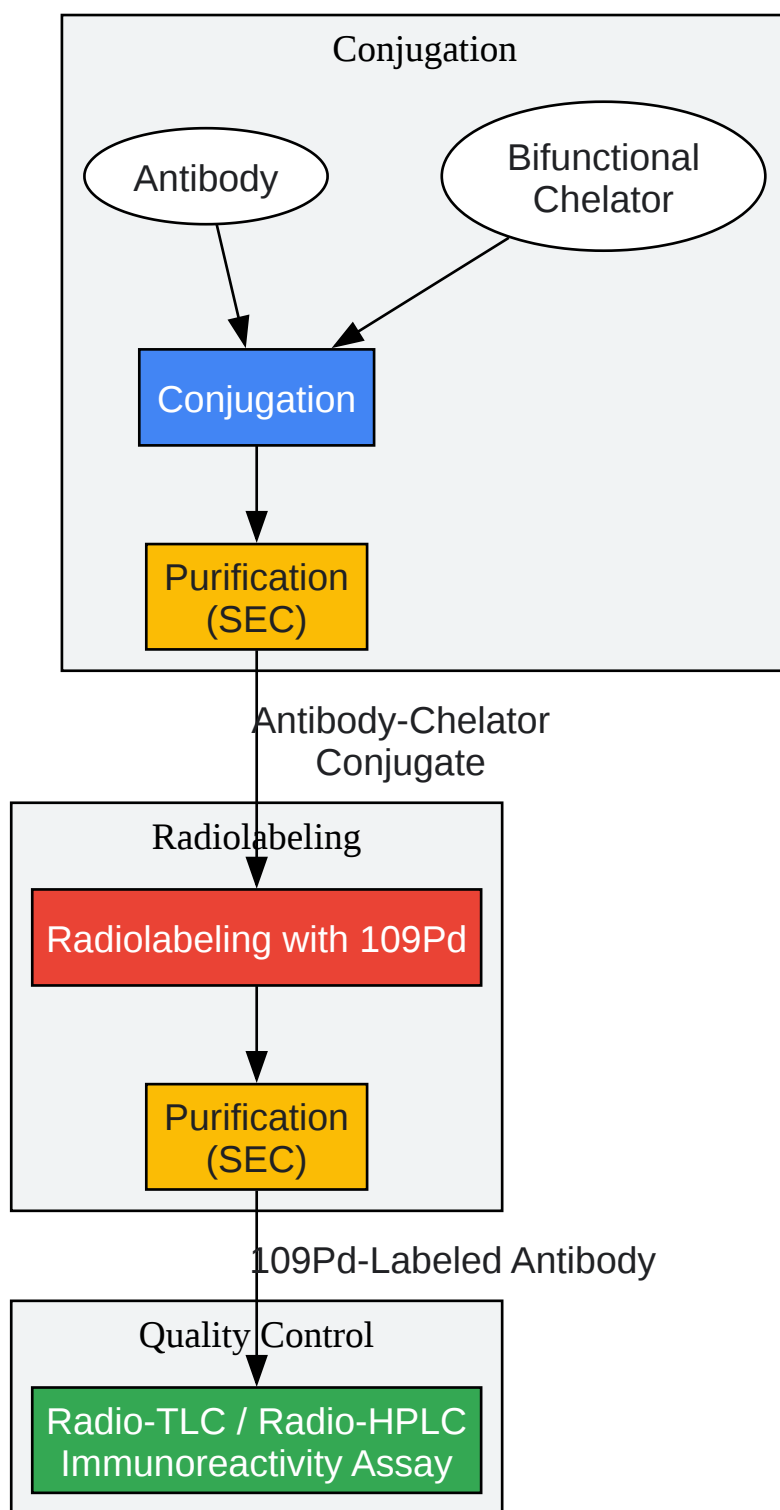 Conjugation
Antibody
Bifunctional
Chelator
Conjugation
Purification
(SEC)
Antibody-Chelator
Conjugate
Radiolabeling
Radiolabeling with 109Pd
Purification
(SEC)
109Pd-Labeled Antibody
Quality Control
Radio-TLC / Radio-HPLC
Immunoreactivity Assay